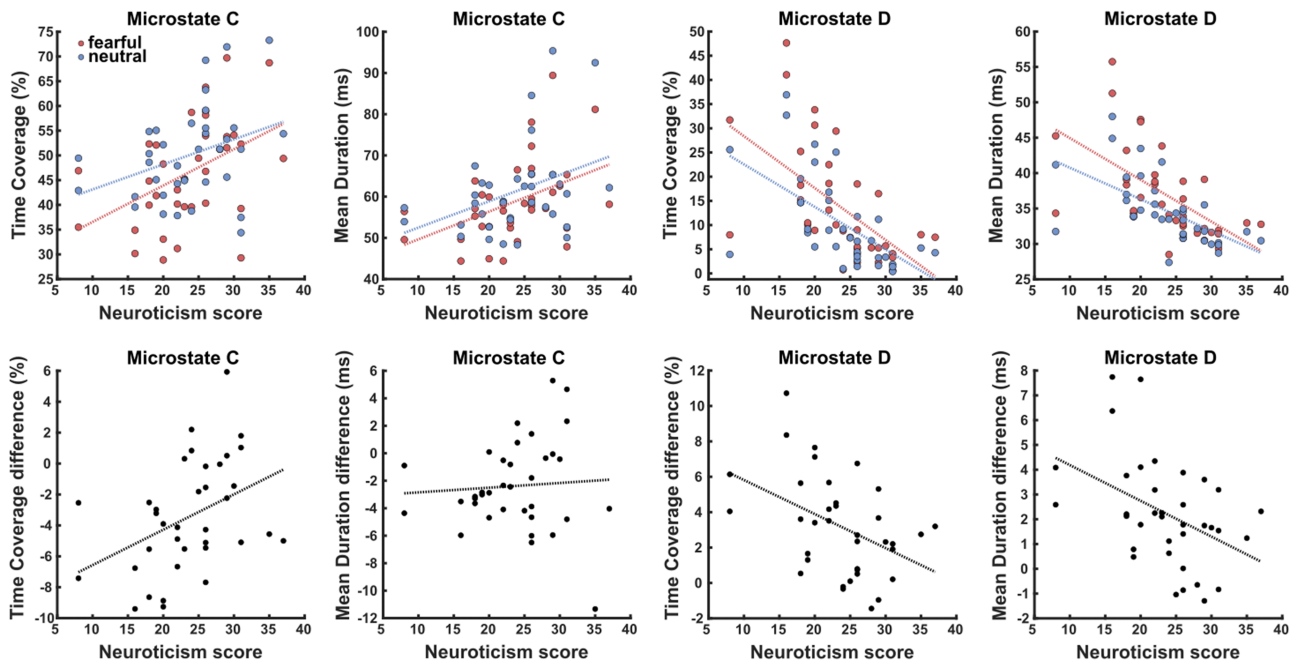 Microstate C
Time Coverage (%)
75
70
65
60
55
50
45
40
35
30
25
fearful
neutral
5 10 15 20 25 30 35 40
Neuroticism score
Microstate C
Mean Duration (ms)
100
90
80
70
60
50
40
5 10 15 20 25 30 35 40
Neuroticism score
Microstate D
Time Coverage (%)
50
45
40
35
30
25
20
15
10
5
0
5 10 15 20 25 30 35 40
Neuroticism score
Microstate D
Mean Duration (ms)
60
55
50
45
40
35
30
25
5 10 15 20 25 30 35 40
Neuroticism score
Microstate C
Time Coverage difference (%)
6
4
2
0
-2
-4
-6
-8
-10
5 10 15 20 25 30 35 40
Neuroticism score
Microstate C
Mean Duration difference (ms)
6
4
2
0
-2
-4
-6
-8
-10
-12
5 10 15 20 25 30 35 40
Neuroticism score
Microstate D
Time Coverage difference (%)
12
10
8
6
4
2
0
-2
5 10 15 20 25 30 35 40
Neuroticism score
Microstate D
Mean Duration difference (ms)
8
7
6
5
4
3
2
1
0
-1
-2
5 10 15 20 25 30 35 40
Neuroticism score